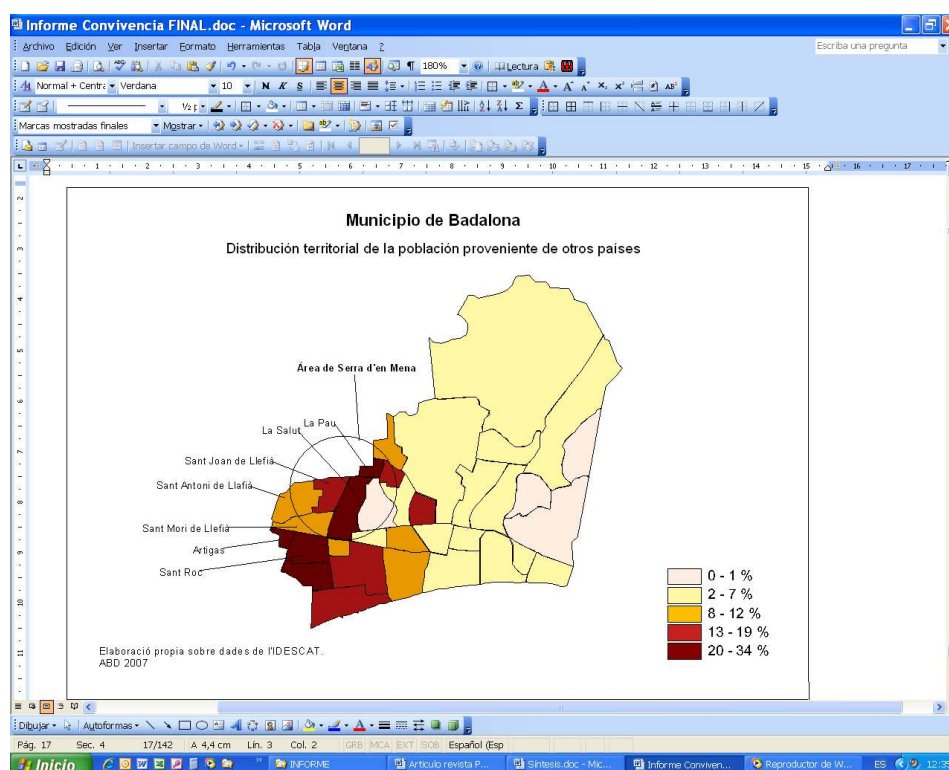 Informe Convivencia FINAL.doc - Microsoft Word
Archivo Edición Ver Insertar Formato Herramientas Tabla Ventana ?
Escriba una pregunta
180% Lectura
Normal + Centra Verdana 10 N K S
Marcas mostradas finales Mostrar
Insertar campo de Word
Municipio de Badalona
Distribución territorial de la población proveniente de otros países
Área de Serra d'en Mena
La Pau
La Salut
Sant Joan de Llefià
Sant Antoni de Llafià
Sant Mori de Llefià
Artigas
Sant Roc
0 - 1 %
2 - 7 %
8 - 12 %
13 - 19 %
20 - 34 %
Elaboració propia sobre dades de l'IDESCAT.
ABD 2007
Dibujar Autoformas
Pág. 17 Sec. 4 17/142 A 4,4 cm Lín. 3 Col. 2 GRB MCA EXT SOB Español (Esp
Inicio INFORME Articulo revista P... Síntesis.doc - Mic... Informe Conviven... Reproductor de W... ES